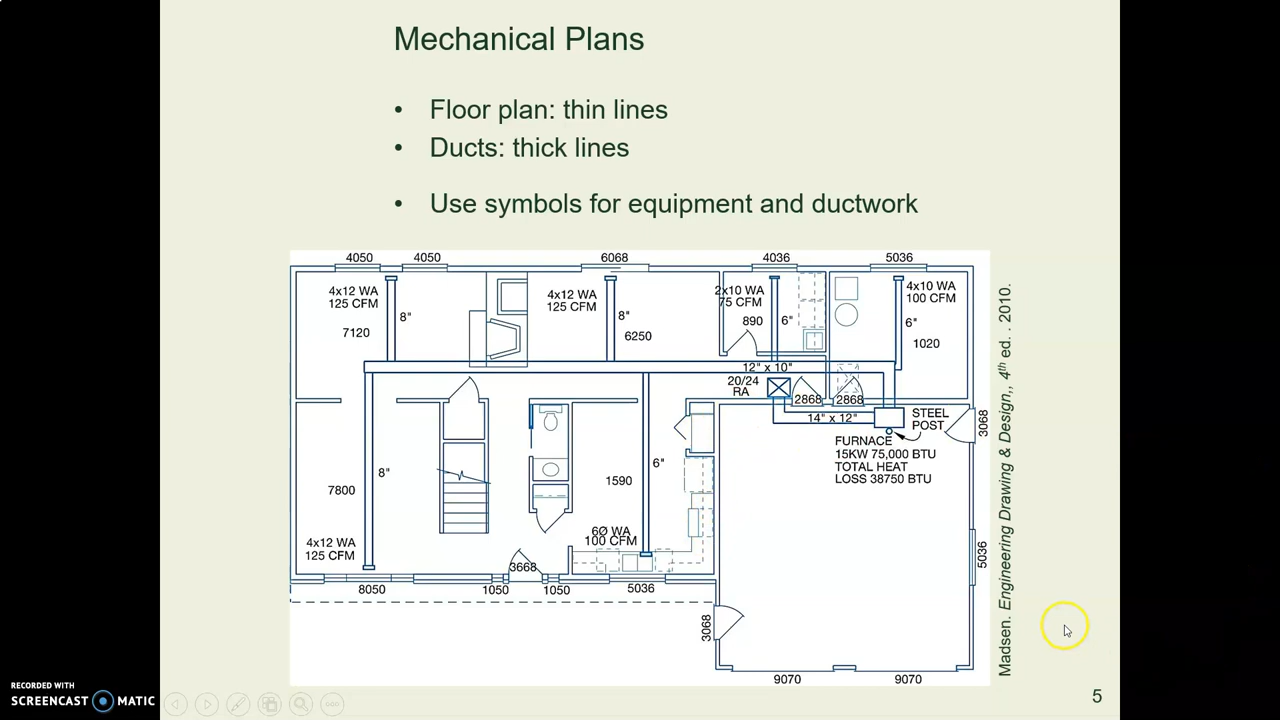 Mechanical Plans
• Floor plan: thin lines
• Ducts: thick lines
• Use symbols for equipment and ductwork
4050
4050
6068
4036
5036
4x12 WA
125 CFM
8"
7120
4x12 WA
125 CFM
8"
6250
2x10 WA
75 CFM
890
6"
4x10 WA
100 CFM
6"
1020
12" x 10"
20/24
RA
2868
2868
14" x 12"
STEEL
POST
3068
FURNACE
15KW 75,000 BTU
TOTAL HEAT
LOSS 38750 BTU
8"
7800
4x12 WA
125 CFM
6"
1590
6Ø WA
100 CFM
3668
8050
1050
1050
5036
5036
3068
9070
9070
Madsen. Engineering Drawing & Design,, 4th ed. . 2010.
5
RECORDED WITH
SCREENCAST MATIC